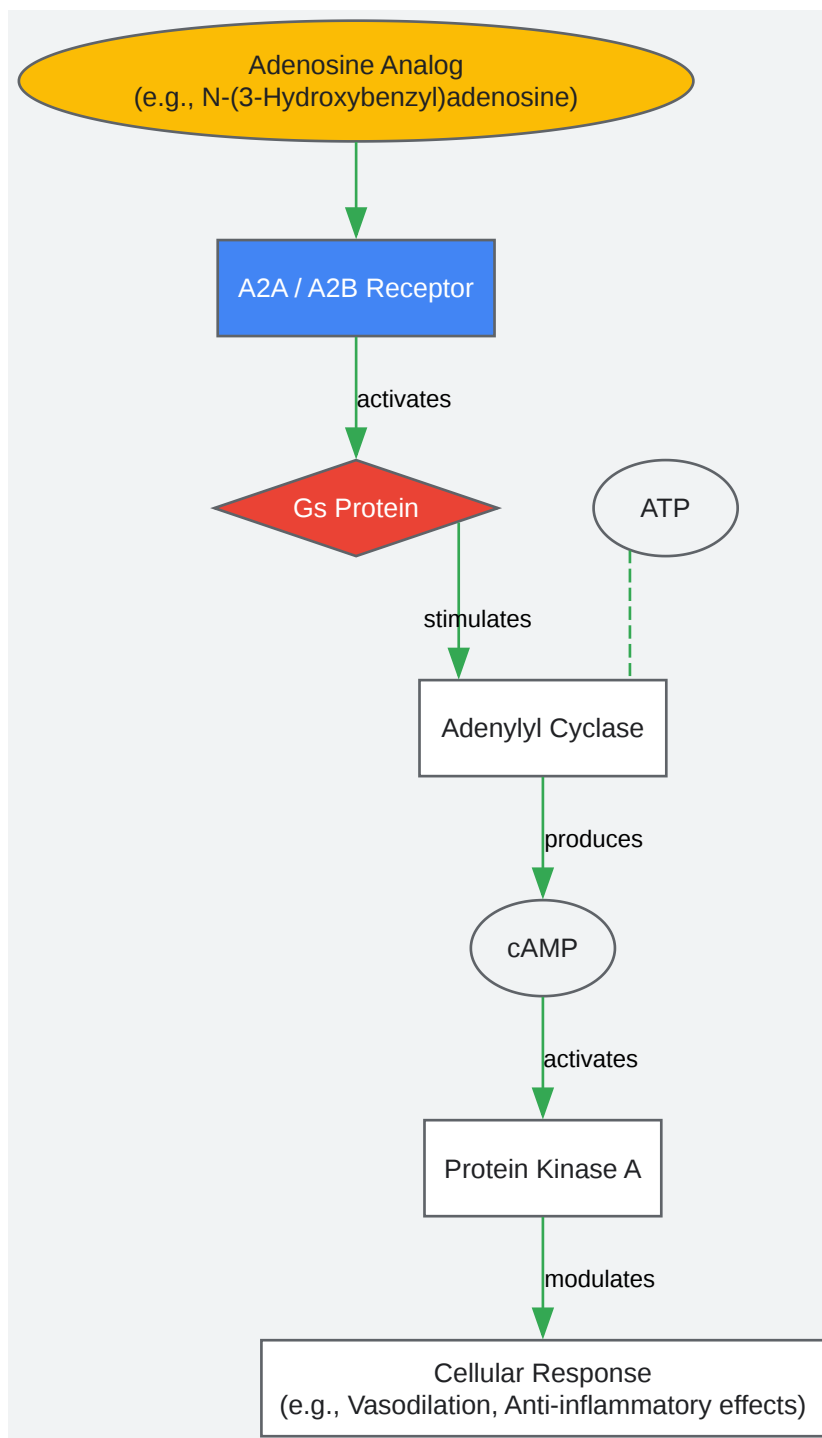 Adenosine Analog
(e.g., N-(3-Hydroxybenzyl)adenosine)
A2A / A2B Receptor
activates
Gs Protein
ATP
stimulates
Adenylyl Cyclase
produces
cAMP
activates
Protein Kinase A
modulates
Cellular Response
(e.g., Vasodilation, Anti-inflammatory effects)